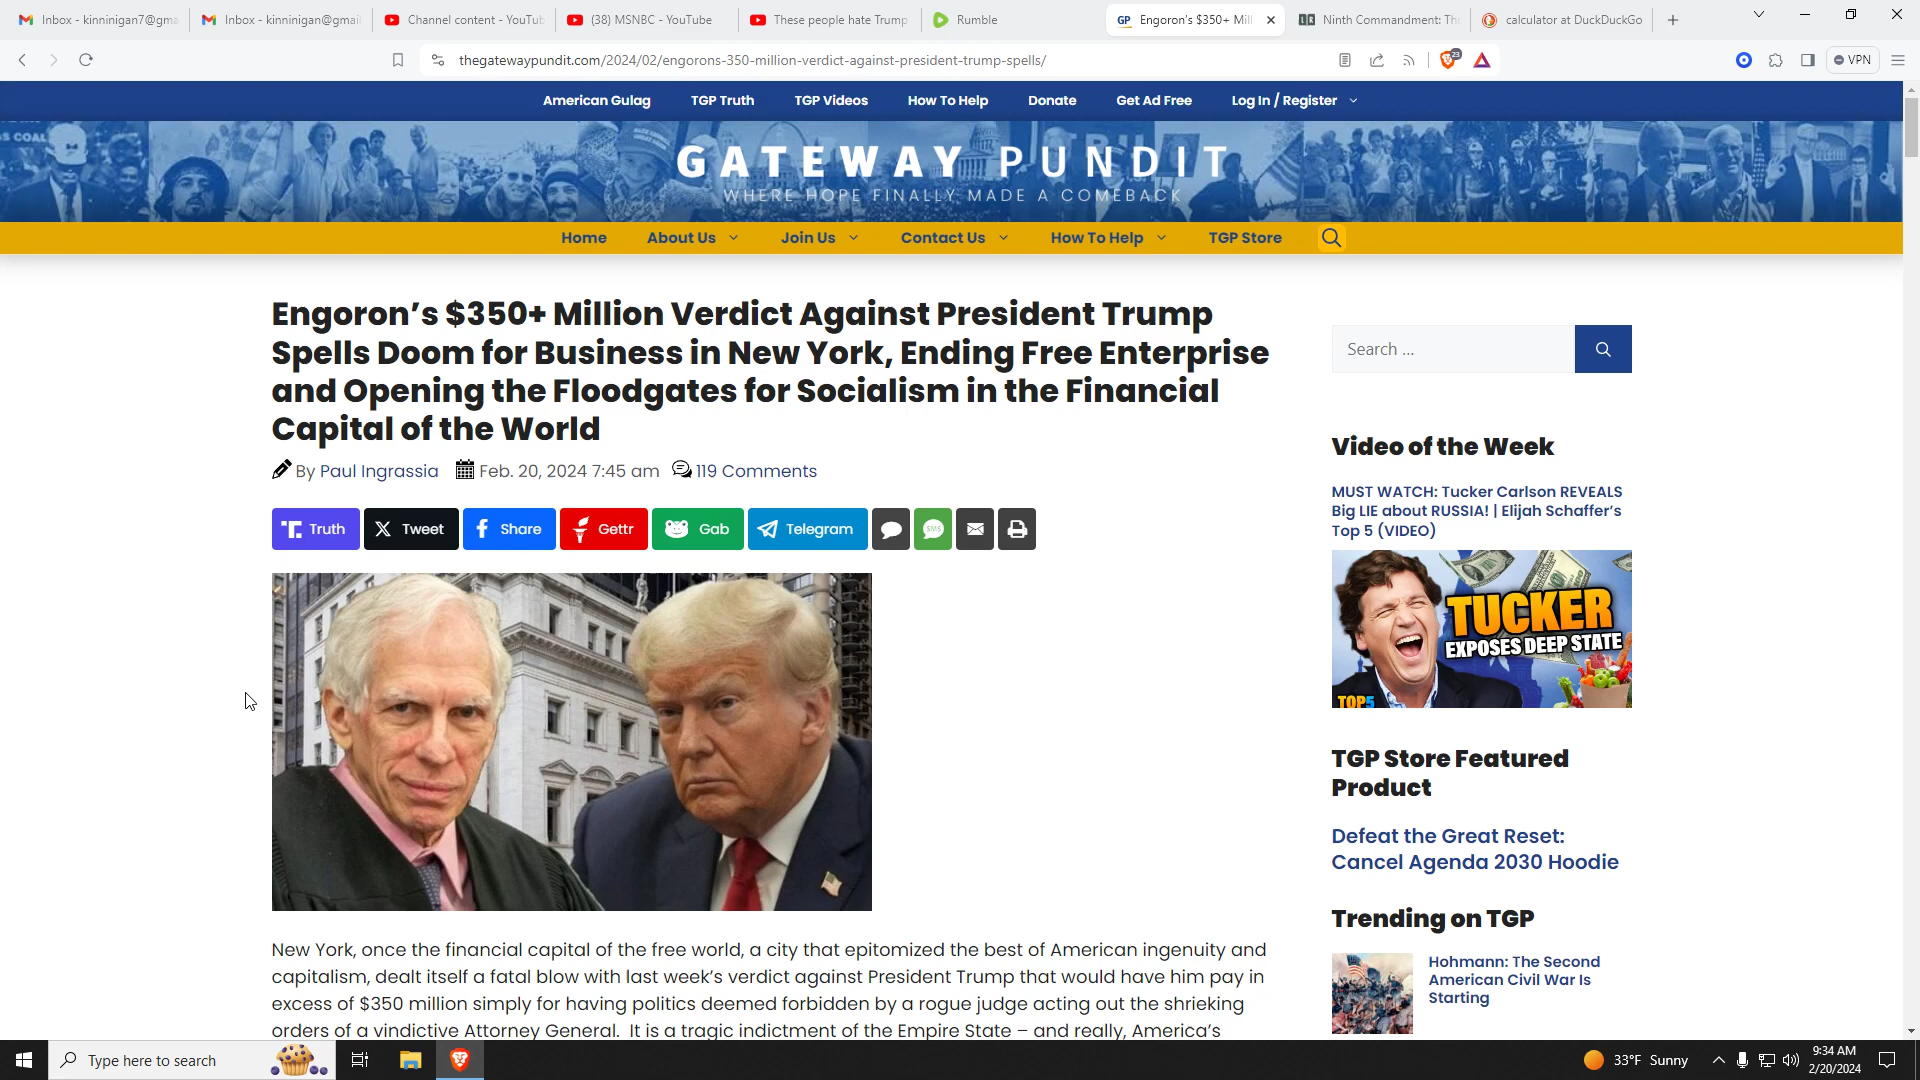 Inbox - kinninigan7@gma
Inbox - kinninigan@gmai
Channel content - YouTub
(38) MSNBC - YouTube
These people hate Trump
Rumble
GP Engoron's $350+ Mill
LR Ninth Commandment: Tho
calculator at DuckDuckGo
thegatewaypundit.com/2024/02/engorons-350-million-verdict-against-president-trump-spells/
23
VPN
American Gulag TGP Truth TGP Videos How To Help Donate Get Ad Free Log In / Register
GATEWAY PUNDIT
WHERE HOPE FINALLY MADE A COMEBACK
Home About Us Join Us Contact Us How To Help TGP Store
Engoron's $350+ Million Verdict Against President Trump
Spells Doom for Business in New York, Ending Free Enterprise
and Opening the Floodgates for Socialism in the Financial
Capital of the World
By Paul Ingrassia Feb. 20, 2024 7:45 am 119 Comments
Truth Tweet Share Gettr Gab Telegram SMS
New York, once the financial capital of the free world, a city that epitomized the best of American ingenuity and
capitalism, dealt itself a fatal blow with last week's verdict against President Trump that would have him pay in
excess of $350 million simply for having politics deemed forbidden by a rogue judge acting out the shrieking
orders of a vindictive Attorney General. It is a tragic indictment of the Empire State – and really, America's
Search ...
Video of the Week
MUST WATCH: Tucker Carlson REVEALS
Big LIE about RUSSIA! | Elijah Schaffer's
Top 5 (VIDEO)
TUCKER
EXPOSES DEEP STATE
TOP5
TGP Store Featured
Product
Defeat the Great Reset:
Cancel Agenda 2030 Hoodie
Trending on TGP
Hohmann: The Second
American Civil War Is
Starting
Type here to search
33°F Sunny
9:34 AM
2/20/2024